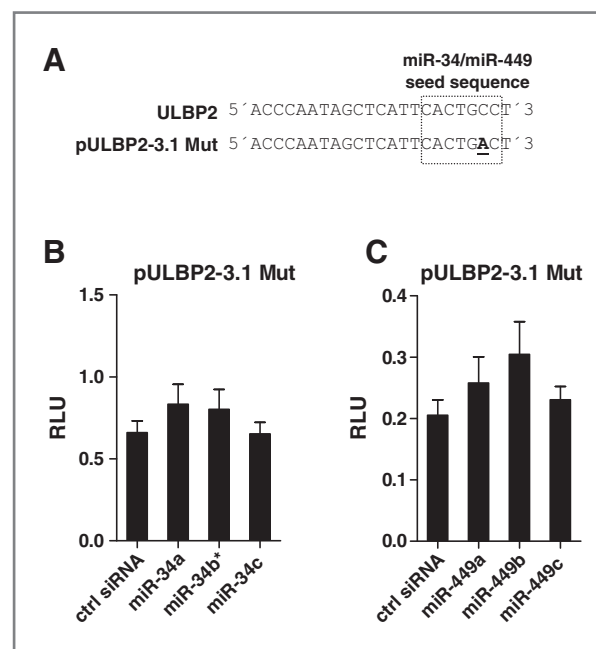 A
miR-34/miR-449
seed sequence
ULBP2 5´ACCCAATAGCTCATTCACTGCCT´3
pULBP2-3.1 Mut 5´ACCCAATAGCTCATTCACTGACT´3
B
pULBP2-3.1 Mut
1.5
1.0
0.5
0.0
RLU
ctrl siRNA
miR-34a
miR-34b*
miR-34c
C
pULBP2-3.1 Mut
0.4
0.3
0.2
0.1
0.0
RLU
ctrl siRNA
miR-449a
miR-449b
miR-449c